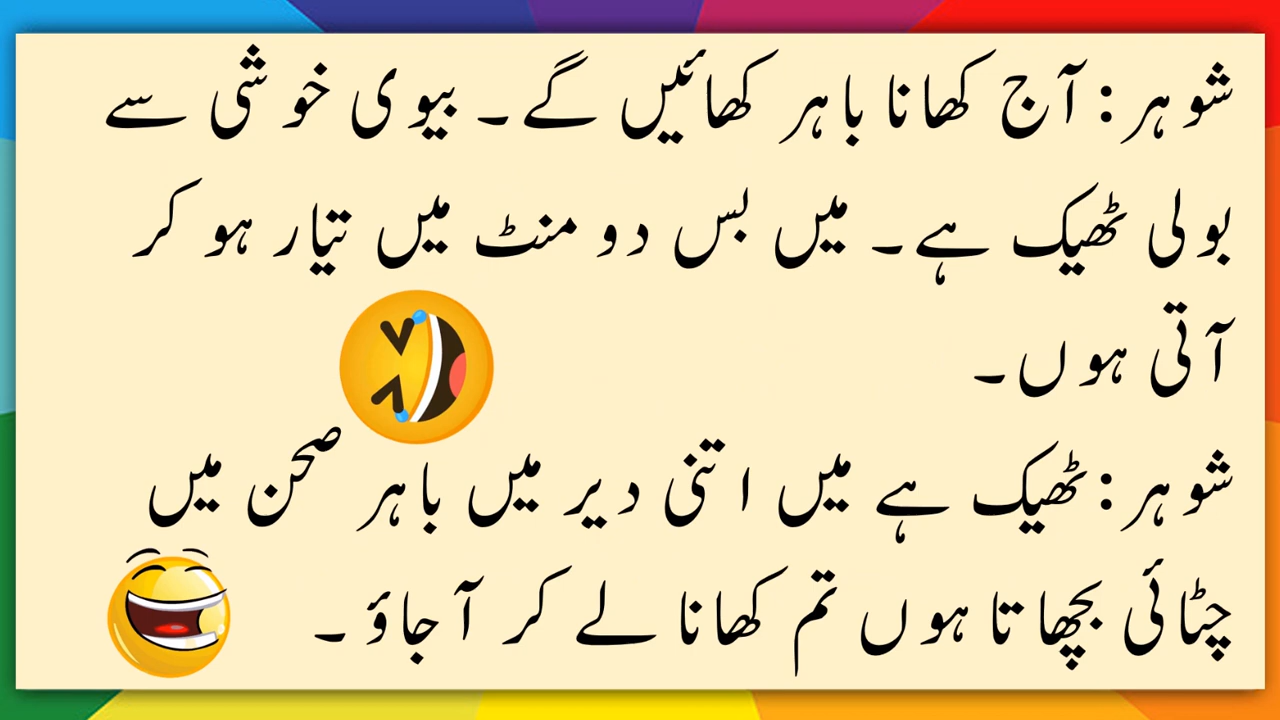 شوہر: آج کھانا باہر کھائیں گے۔ بیوی خوشی سے
بولی ٹھیک ہے۔ میں بس دو منٹ میں تیار ہو کر
آتی ہوں۔
شوہر: ٹھیک ہے میں اتنی دیر میں باہر صحن میں
چٹائی بچھاتا ہوں تم کھانا لے کر آجاؤ۔